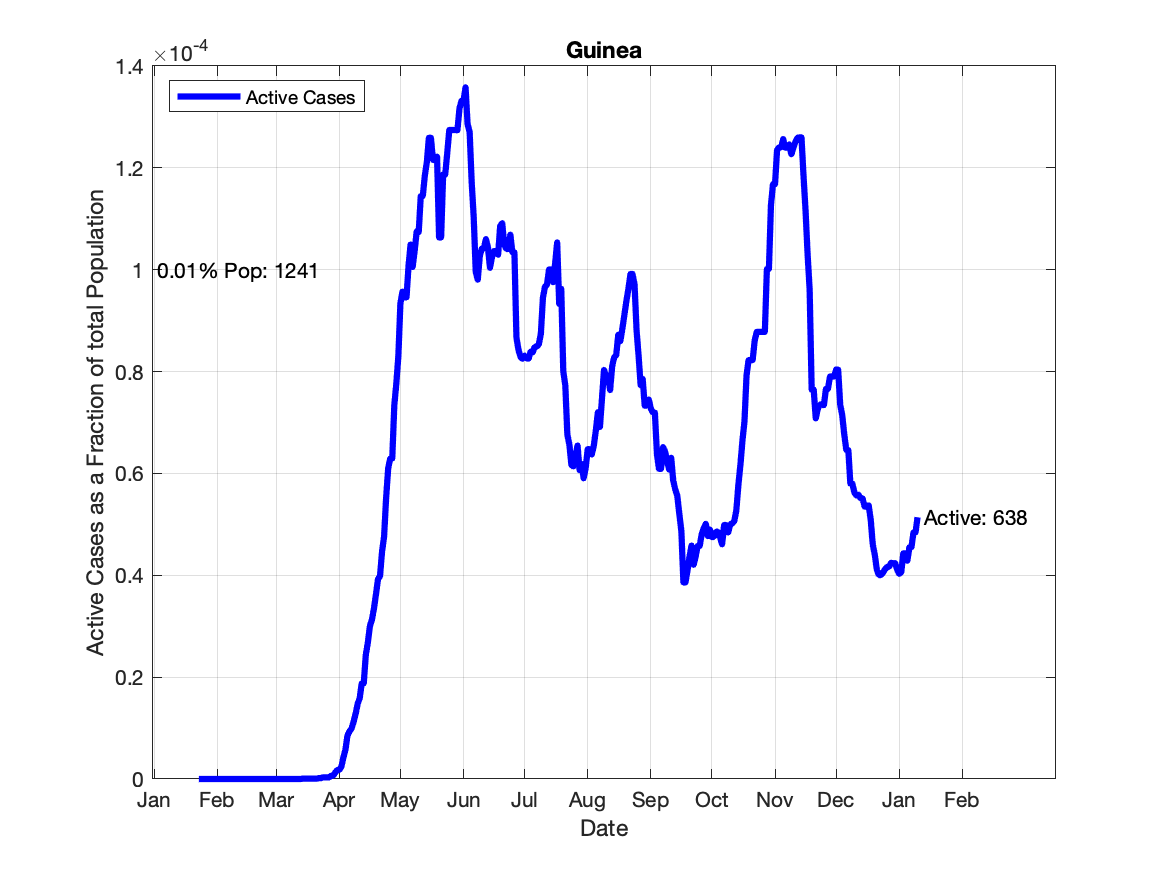 Guinea
×10⁻⁴
1.4
1.2
1
0.8
0.6
0.4
0.2
0
Active Cases
0.01% Pop: 1241
Active: 638
Active Cases as a Fraction of total Population
Jan Feb Mar Apr May Jun Jul Aug Sep Oct Nov Dec Jan Feb
Date